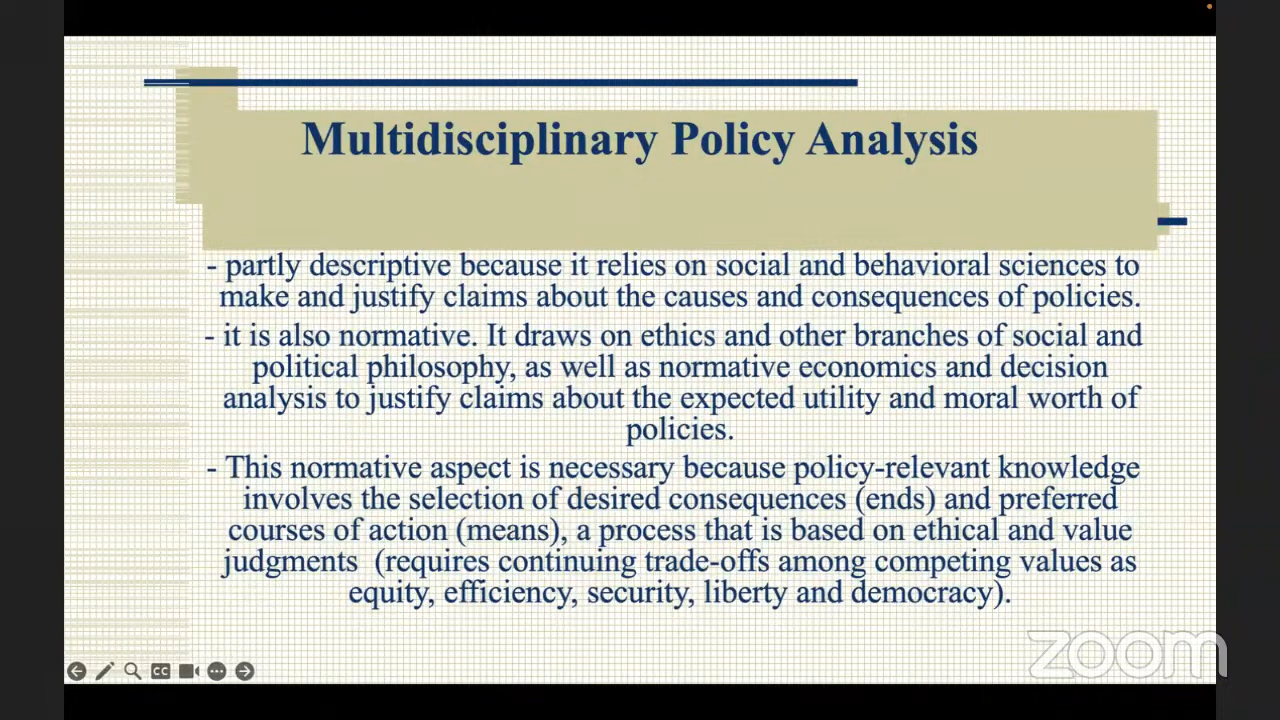 Multidisciplinary Policy Analysis
- partly descriptive because it relies on social and behavioral sciences to
make and justify claims about the causes and consequences of policies.
- it is also normative. It draws on ethics and other branches of social and
political philosophy, as well as normative economics and decision
analysis to justify claims about the expected utility and moral worth of
policies.
- This normative aspect is necessary because policy-relevant knowledge
involves the selection of desired consequences (ends) and preferred
courses of action (means), a process that is based on ethical and value
judgments  (requires continuing trade-offs among competing values as
equity, efficiency, security, liberty and democracy).
CC
zoom